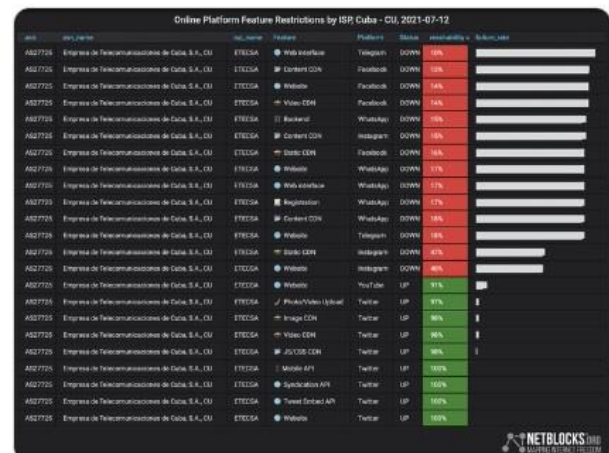 Online Platform Feature Restrictions by ISP, Cuba - CU, 2021-07-12
asn asn_name isp_name Feature Platform Status reachability failure_rate
AS27725 Empresa de Telecomunicaciones de Cuba, S.A., CU ETECSA Web Interface Telegram DOWN 10%
AS27725 Empresa de Telecomunicaciones de Cuba, S.A., CU ETECSA Content CDN Facebook DOWN
AS27725 Empresa de Telecomunicaciones de Cuba, S.A., CU ETECSA Website Facebook DOWN 14%
AS27725 Empresa de Telecomunicaciones de Cuba, S.A., CU ETECSA Video CDN Facebook DOWN 14%
AS27725 Empresa de Telecomunicaciones de Cuba, S.A., CU ETECSA Backend WhatsApp DOWN 15%
AS27725 Empresa de Telecomunicaciones de Cuba, S.A., CU ETECSA Content CDN Instagram DOWN 15%
AS27725 Empresa de Telecomunicaciones de Cuba, S.A., CU ETECSA Static CDN Facebook DOWN 16%
AS27725 Empresa de Telecomunicaciones de Cuba, S.A., CU ETECSA Website WhatsApp DOWN 17%
AS27725 Empresa de Telecomunicaciones de Cuba, S.A., CU ETECSA Web Interface WhatsApp DOWN 17%
AS27725 Empresa de Telecomunicaciones de Cuba, S.A., CU ETECSA Registration WhatsApp DOWN 17%
AS27725 Empresa de Telecomunicaciones de Cuba, S.A., CU ETECSA Content CDN WhatsApp DOWN 18%
AS27725 Empresa de Telecomunicaciones de Cuba, S.A., CU ETECSA Website Telegram DOWN 18%
AS27725 Empresa de Telecomunicaciones de Cuba, S.A., CU ETECSA Static CDN Instagram DOWN 47%
AS27725 Empresa de Telecomunicaciones de Cuba, S.A., CU ETECSA Website Instagram DOWN
AS27725 Empresa de Telecomunicaciones de Cuba, S.A., CU ETECSA Website YouTube UP 91%
AS27725 Empresa de Telecomunicaciones de Cuba, S.A., CU ETECSA Photo/Video Upload Twitter UP 97%
AS27725 Empresa de Telecomunicaciones de Cuba, S.A., CU ETECSA Image CDN Twitter UP 98%
AS27725 Empresa de Telecomunicaciones de Cuba, S.A., CU ETECSA Video CDN Twitter UP 98%
AS27725 Empresa de Telecomunicaciones de Cuba, S.A., CU ETECSA JS/CSS CDN Twitter UP 98%
AS27725 Empresa de Telecomunicaciones de Cuba, S.A., CU ETECSA Mobile API Twitter UP 100%
AS27725 Empresa de Telecomunicaciones de Cuba, S.A., CU ETECSA Syndication API Twitter UP 100%
AS27725 Empresa de Telecomunicaciones de Cuba, S.A., CU ETECSA Tweet Embed API Twitter UP 100%
AS27725 Empresa de Telecomunicaciones de Cuba, S.A., CU ETECSA Website Twitter UP 100%
NETBLOCKS.ORG
MAPPING INTERNET FREEDOM